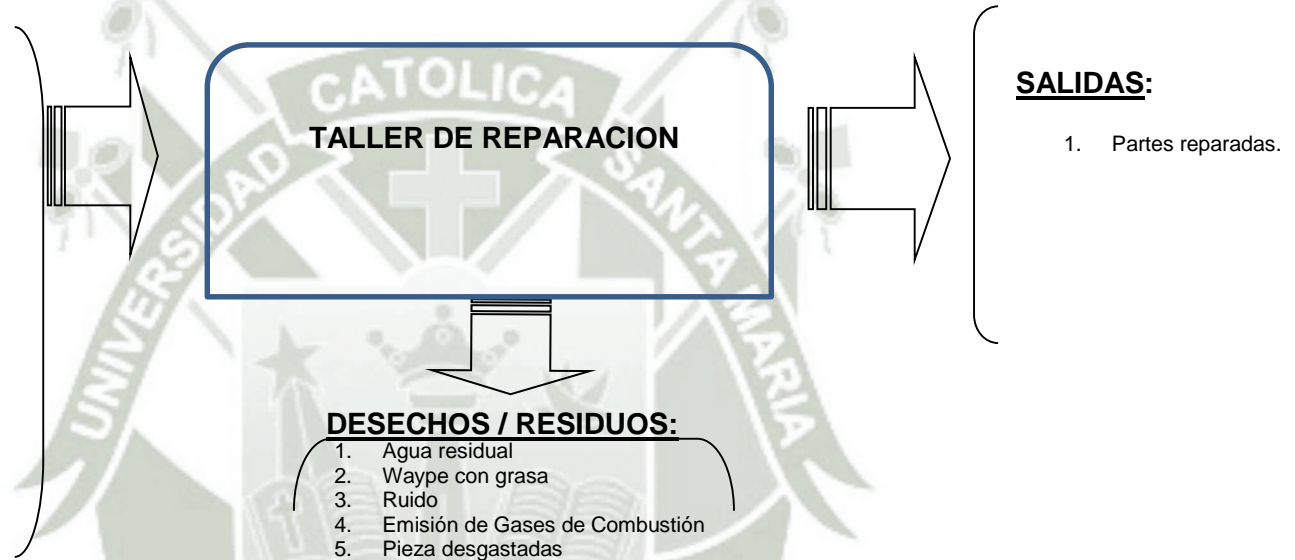 UNIVERSIDAD CATOLICA SANTA MARIA
TALLER DE REPARACION
SALIDAS:
1. Partes reparadas.
DESECHOS / RESIDUOS:
1. Agua residual
2. Waype con grasa
3. Ruido
4. Emisión de Gases de Combustión
5. Pieza desgastadas